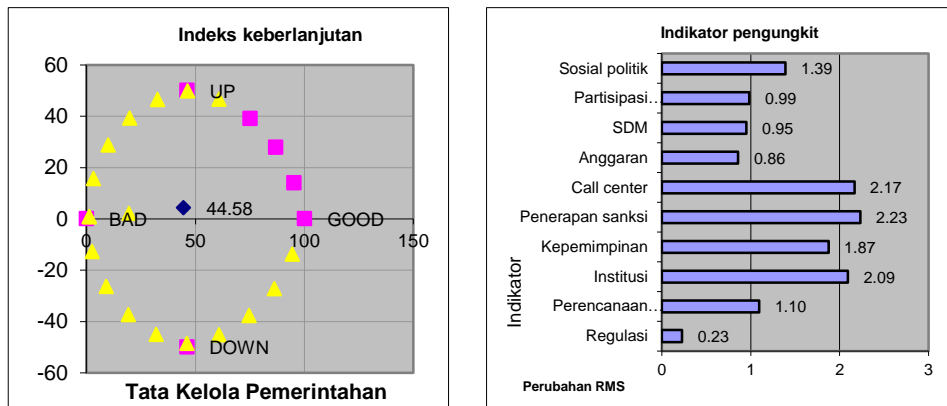 Indeks keberlanjutan
60
40
20
0
-20
-40
-60
UP
BAD
44.58
GOOD
DOWN
0
50
100
150
Tata Kelola Pemerintahan
Indikator pengungkit
Indikator
Sosial politik 1.39
Partisipasi... 0.99
SDM 0.95
Anggaran 0.86
Call center 2.17
Penerapan sanksi 2.23
Kepemimpinan 1.87
Institusi 2.09
Perencanaan... 1.10
Regulasi 0.23
0 1 2 3
Perubahan RMS